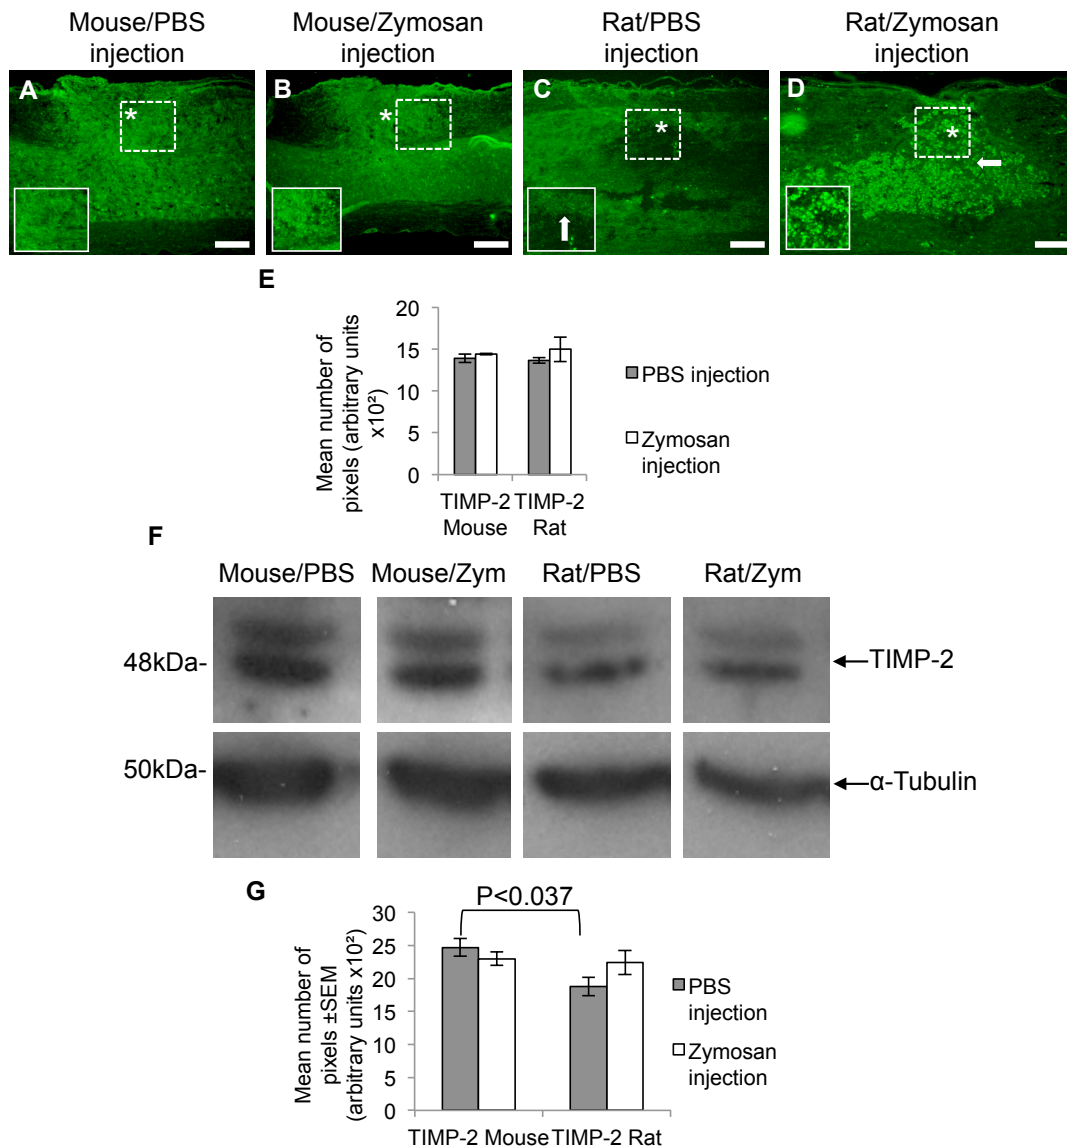 Mouse/PBS injection
Mouse/Zymosan injection
Rat/PBS injection
Rat/Zymosan injection
A
*
B
*
C
*
D
*
E
Mean number of
pixels (arbitrary units
x10²)
20
15
10
5
0
TIMP-2
Mouse
TIMP-2
Rat
PBS injection
Zymosan
injection
F
Mouse/PBS
Mouse/Zym
Rat/PBS
Rat/Zym
48kDa-
TIMP-2
50kDa-
α-Tubulin
G
P<0.037
Mean number of
pixels ±SEM
(arbitrary units x10²)
30
25
20
15
10
5
0
TIMP-2 Mouse
TIMP-2 Rat
PBS
injection
Zymosan
injection